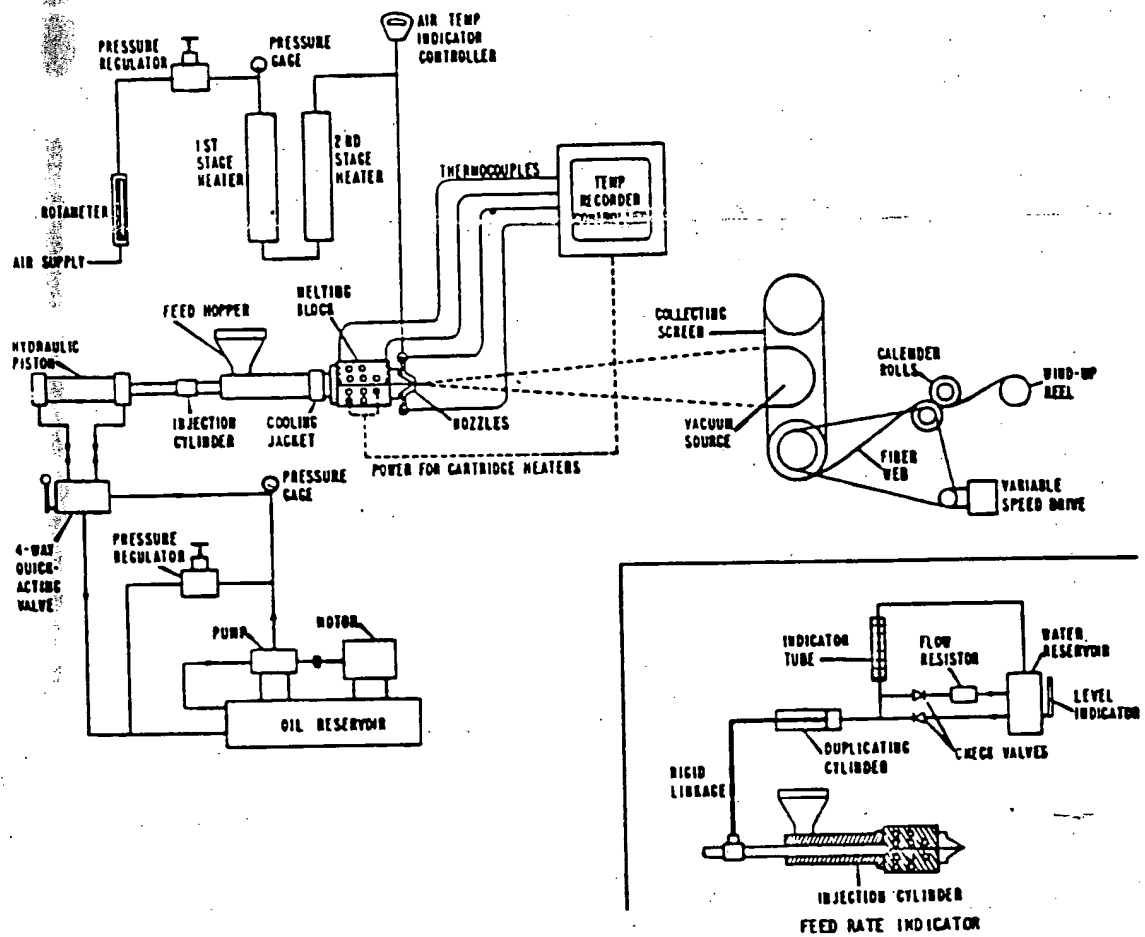 PRESSURE
REGULATOR
PRESSURE
GAGE
AIR TEMP
INDICATOR
CONTROLLER
1ST
STAGE
HEATER
2ND
STAGE
HEATER
ROTAMETER
AIR SUPPLY
THERMOCOUPLES
TEMP
RECORDER
CONTROLLER
FEED HOPPER
MELTING
BLOCK
HYDRAULIC
PISTON
INJECTION
CYLINDER
COOLING
JACKET
NOZZLES
POWER FOR CARTRIDGE HEATERS
COLLECTING
SCREEN
VACUUM
SOURCE
CALENDER
ROLLS
WIND-UP
REEL
FIBER
WEB
VARIABLE
SPEED DRIVE
PRESSURE
GAGE
4-WAY
QUICK-
ACTING
VALVE
PRESSURE
REGULATOR
PUMP
MOTOR
OIL RESERVOIR
INDICATOR
TUBE
FLOW
RESISTOR
WATER
RESERVOIR
LEVEL
INDICATOR
DUPLICATING
CYLINDER
CHECK VALVES
RIGID
LINKAGE
INJECTION CYLINDER
FEED RATE INDICATOR